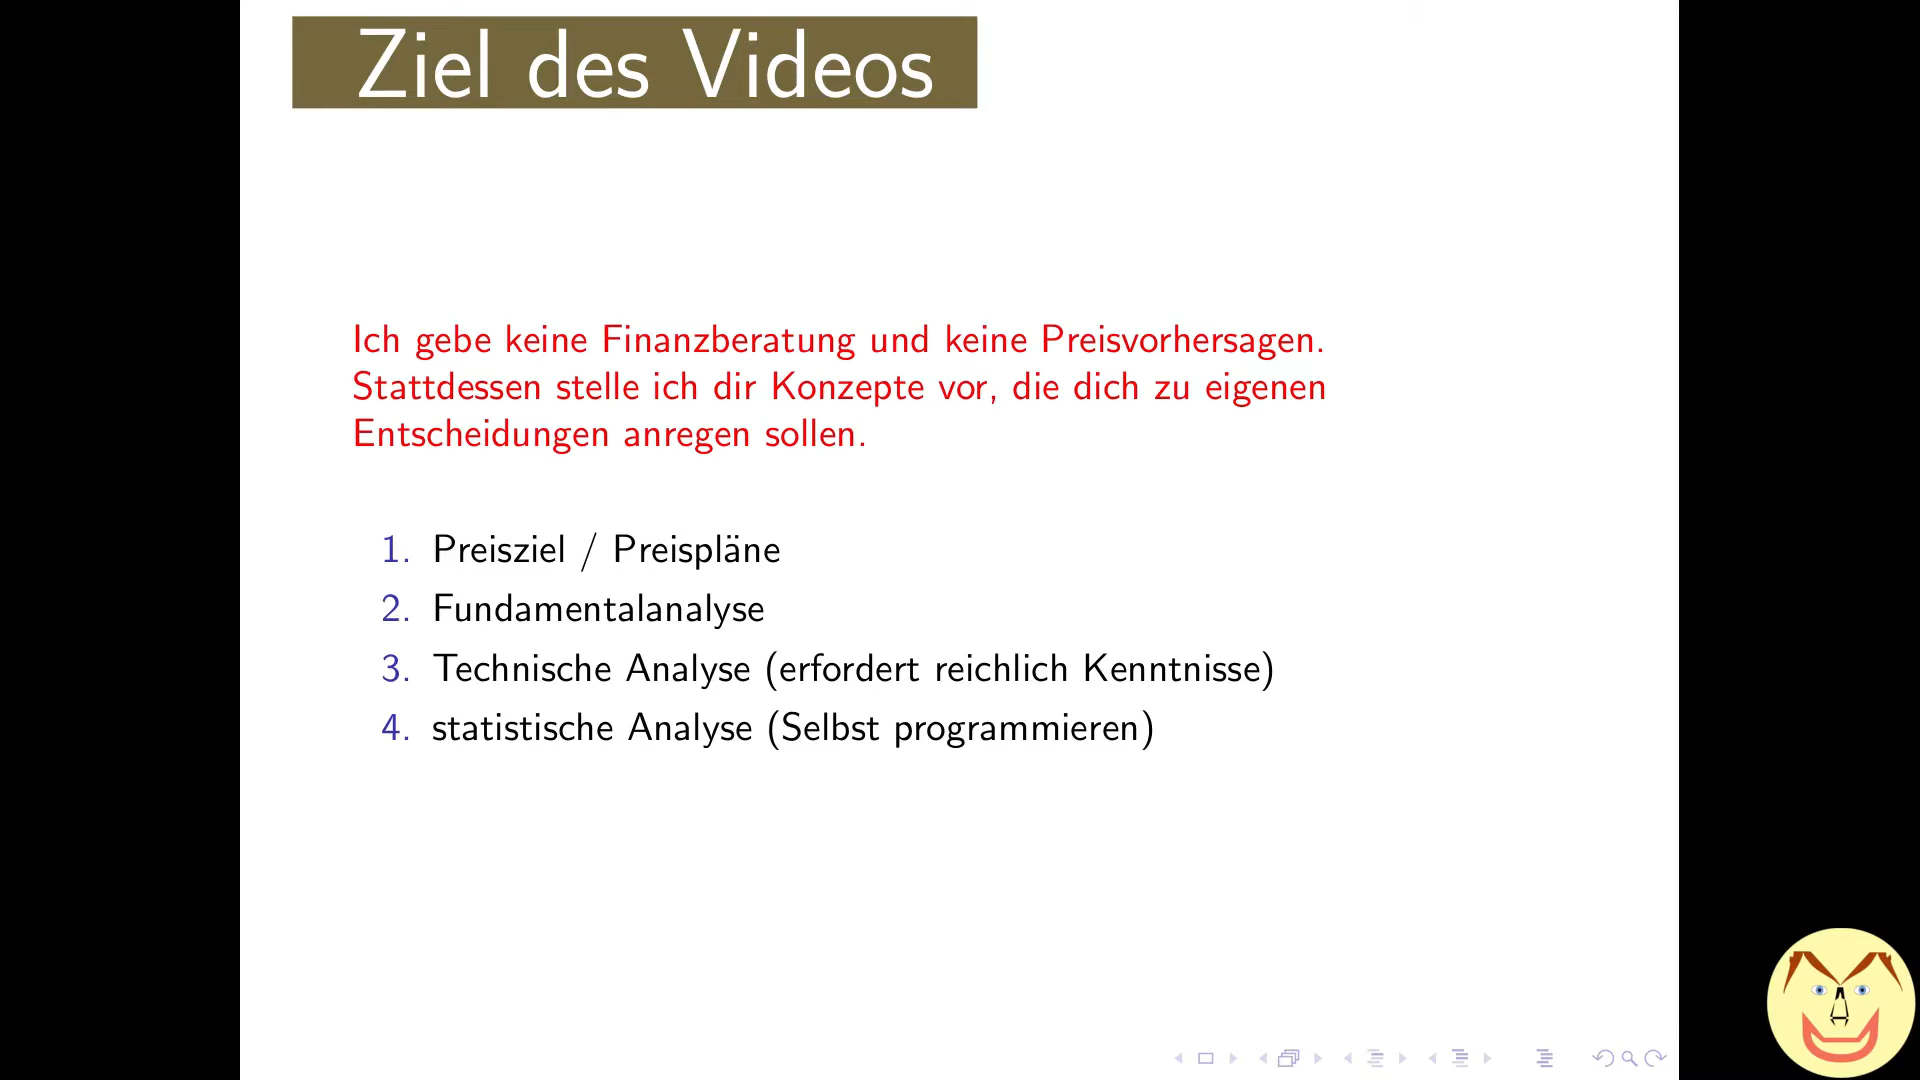 Ziel des Videos
Ich gebe keine Finanzberatung und keine Preisvorhersagen.
Stattdessen stelle ich dir Konzepte vor, die dich zu eigenen
Entscheidungen anregen sollen.
1. Preisziel / Preispläne
2. Fundamentalanalyse
3. Technische Analyse (erfordert reichlich Kenntnisse)
4. statistische Analyse (Selbst programmieren)